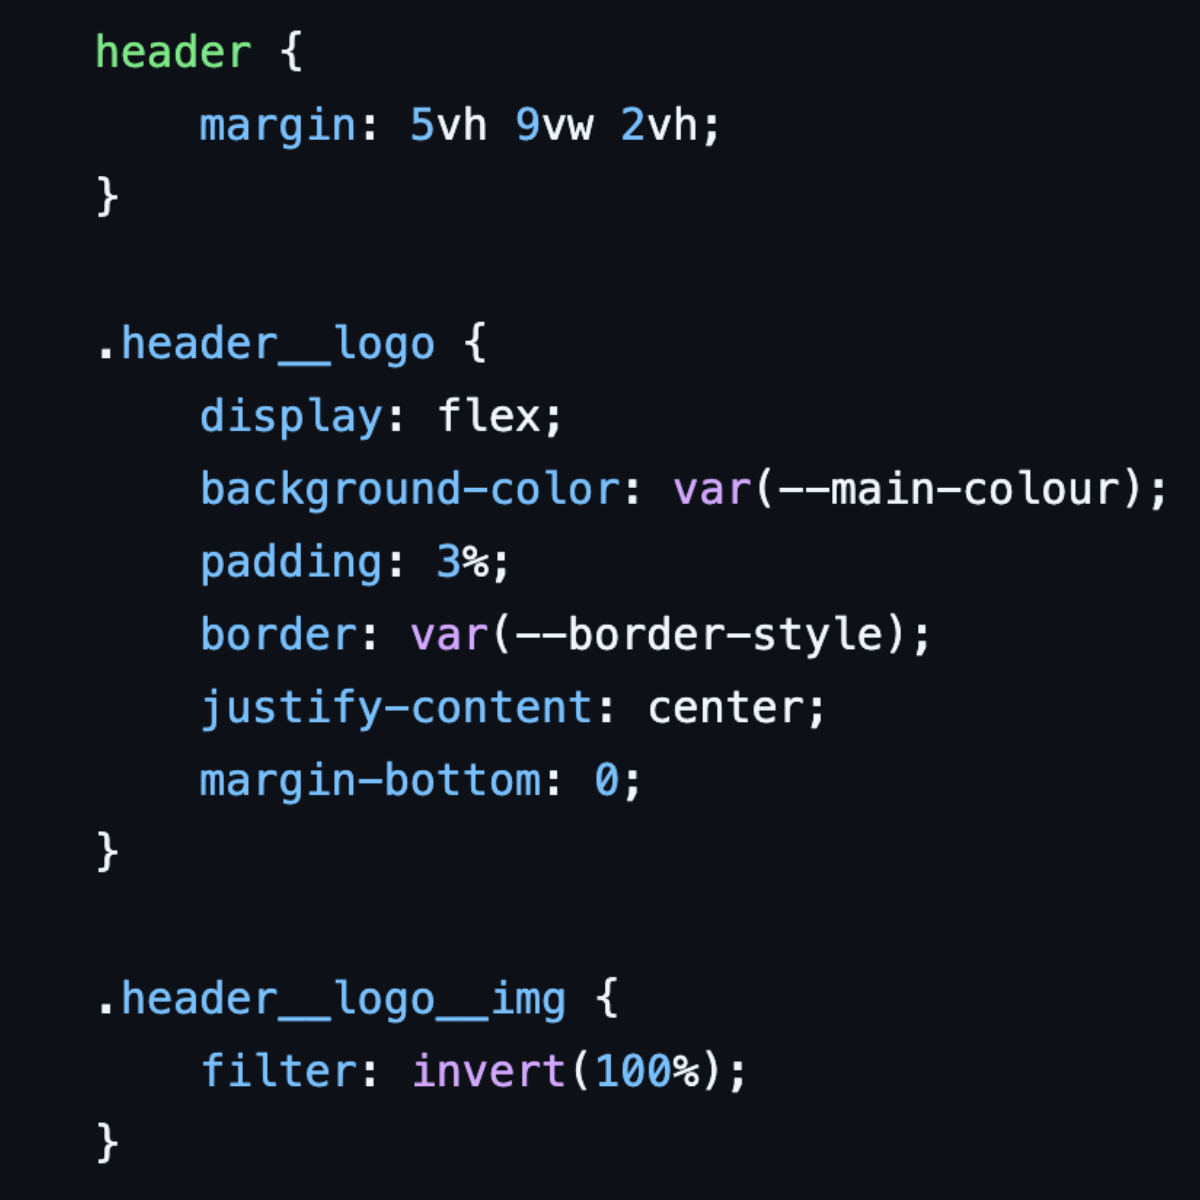 header {
    margin: 5vh 9vw 2vh;
}

.header__logo {
    display: flex;
    background-color: var(--main-colour);
    padding: 3%;
    border: var(--border-style);
    justify-content: center;
    margin-bottom: 0;
}

.header__logo__img {
    filter: invert(100%);
}